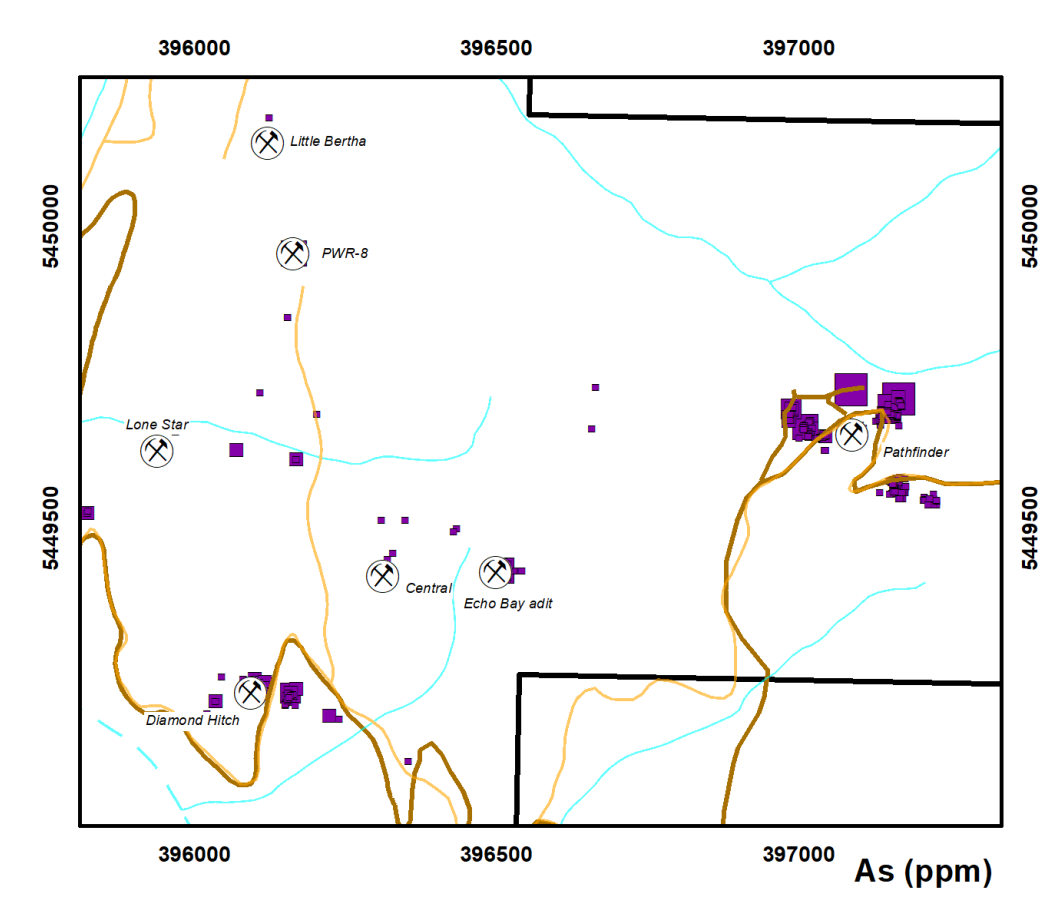 396000 396500 397000
Little Bertha
5450000 5450000
PWR-8
Lone Star
Pathfinder
5449500 5449500
Central
Echo Bay adit
Diamond Hitch
396000 396500 397000
As (ppm)